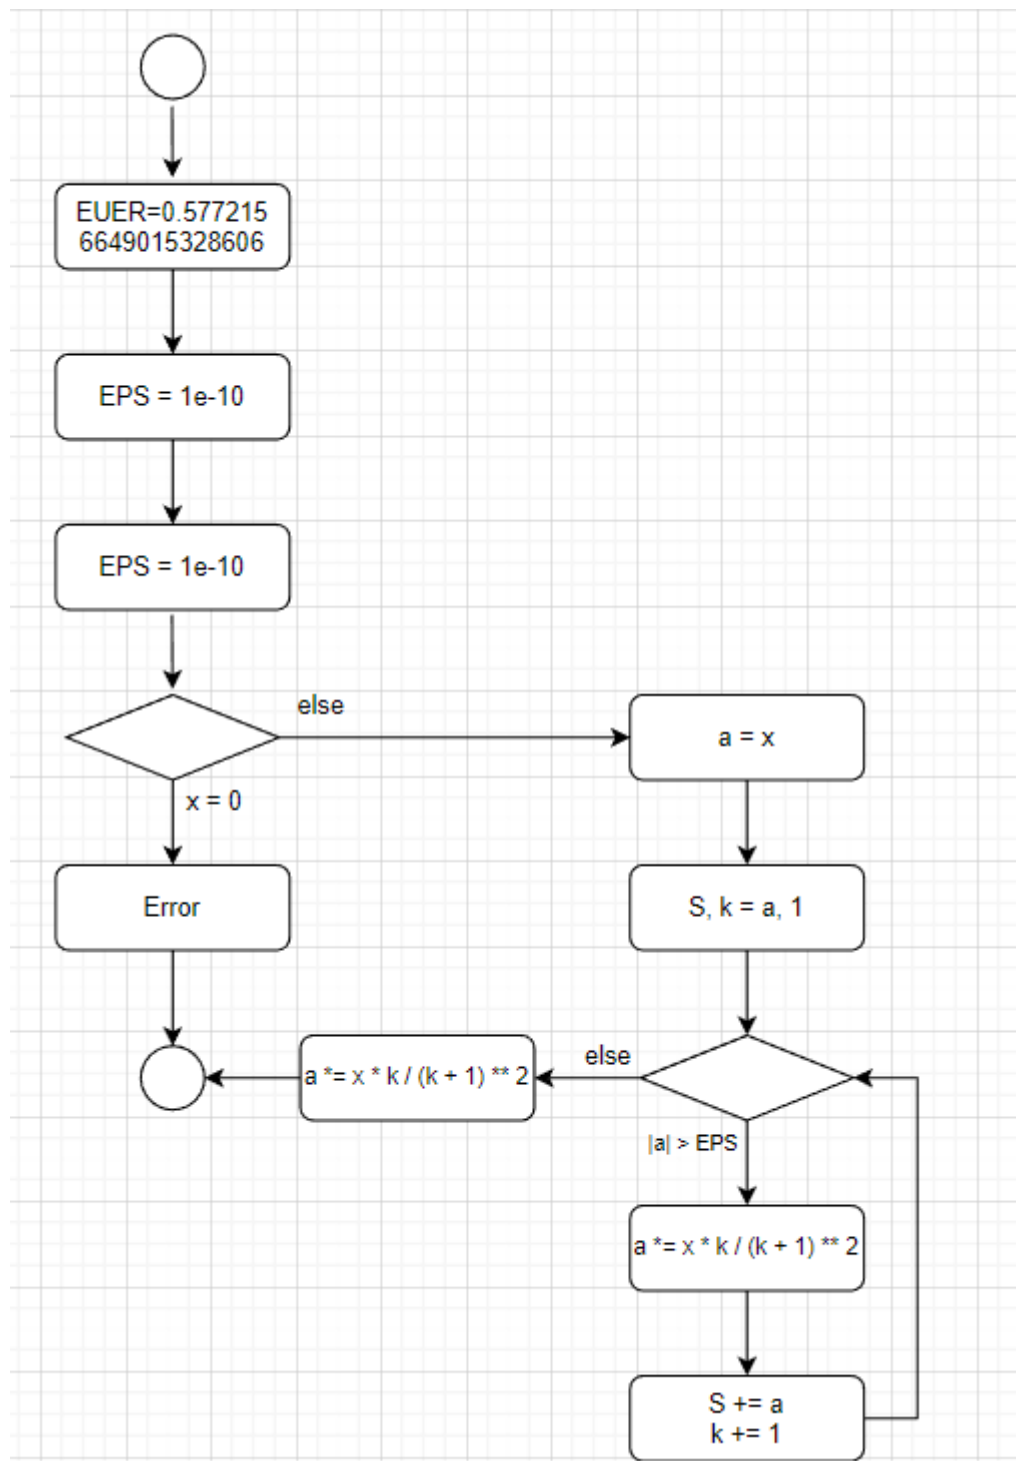 EUER=0.577215
6649015328606
EPS = 1e-10
EPS = 1e-10
else
a = x
x = 0
Error
S, k = a, 1
else
a *= x * k / (k + 1) ** 2
|a| > EPS
a *= x * k / (k + 1) ** 2
S += a
k += 1